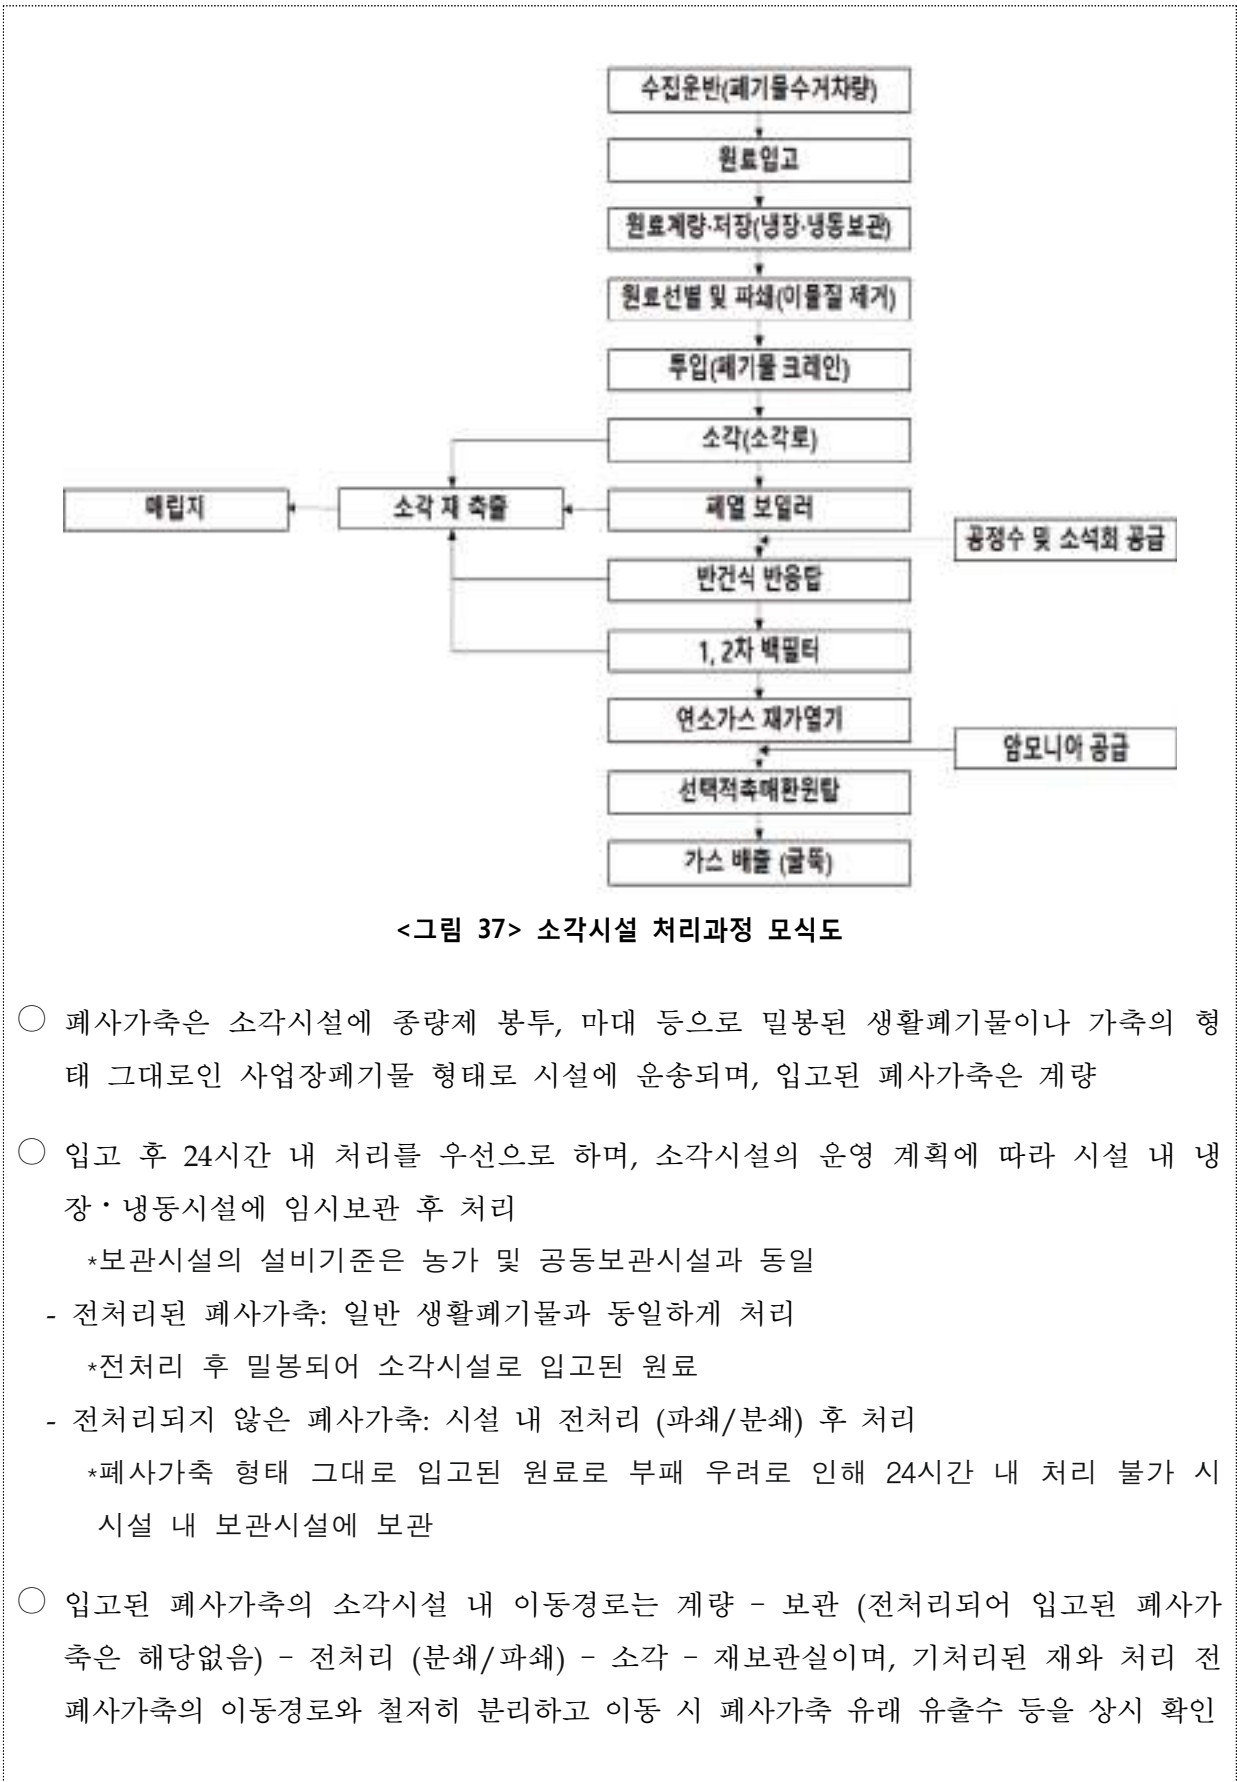 수집운반(폐기물수거차량)
원료입고
원료계량·저장(냉장·냉동보관)
원료선별 및 파쇄(이물질 제거)
투입(폐기물 크레인)
소각(소각로)
매립지
소각 재 축출
폐열 보일러
공정수 및 소석회 공급
반건식 반응탑
1, 2차 백필터
연소가스 재가열기
암모니아 공급
선택적촉매환원탑
가스 배출 (굴뚝)
<그림 37> 소각시설 처리과정 모식도
○ 폐사가축은 소각시설에 종량제 봉투, 마대 등으로 밀봉된 생활폐기물이나 가축의 형
태 그대로인 사업장폐기물 형태로 시설에 운송되며, 입고된 폐사가축은 계량
○ 입고 후 24시간 내 처리를 우선으로 하며, 소각시설의 운영 계획에 따라 시설 내 냉
장·냉동시설에 임시보관 후 처리
*보관시설의 설비기준은 농가 및 공동보관시설과 동일
- 전처리된 폐사가축: 일반 생활폐기물과 동일하게 처리
*전처리 후 밀봉되어 소각시설로 입고된 원료
- 전처리되지 않은 폐사가축: 시설 내 전처리 (파쇄/분쇄) 후 처리
*폐사가축 형태 그대로 입고된 원료로 부패 우려로 인해 24시간 내 처리 불가 시
시설 내 보관시설에 보관
○ 입고된 폐사가축의 소각시설 내 이동경로는 계량 - 보관 (전처리되어 입고된 폐사가
축은 해당없음) - 전처리 (분쇄/파쇄) - 소각 - 재보관실이며, 기처리된 재와 처리 전
폐사가축의 이동경로와 철저히 분리하고 이동 시 폐사가축 유래 유출수 등을 상시 확인